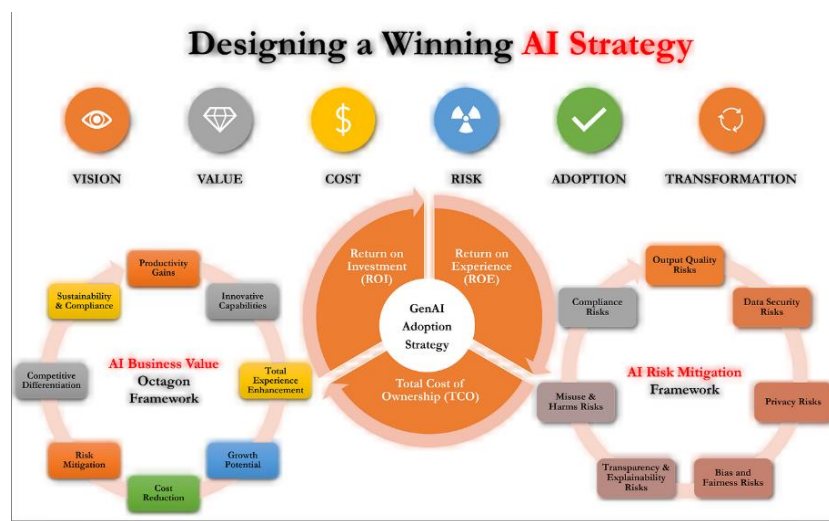 Designing a Winning AI Strategy
VISION
VALUE
COST
RISK
ADOPTION
TRANSFORMATION
Productivity
Gains
Innovative
Capabilities
Total
Experience
Enhancement
Growth
Potential
Cost
Reduction
Risk
Mitigation
Competitive
Differentiation
Sustainability
& Compliance
AI Business Value
Octagon
Framework
Return on
Investment
(ROI)
Return on
Experience
(ROE)
GenAI
Adoption
Strategy
Total Cost of
Ownership (TCO)
Output Quality
Risks
Data Security
Risks
Privacy Risks
Bias and
Fairness Risks
Transparency &
Explainability
Risks
Misuse &
Harms Risks
Compliance
Risks
AI Risk Mitigation
Framework